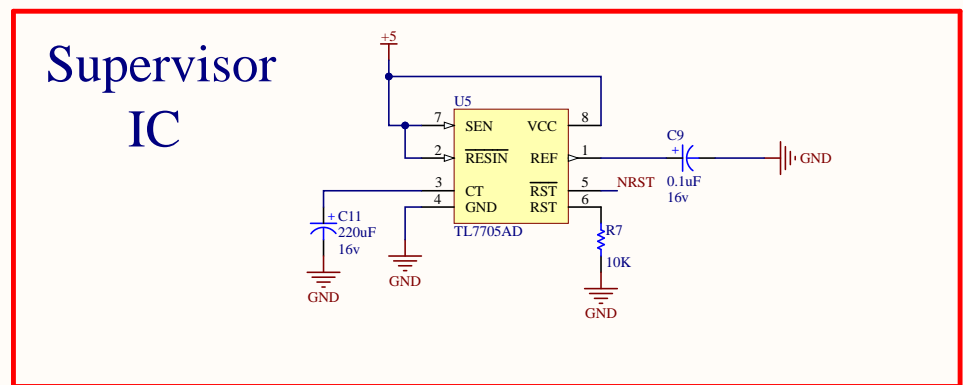 Supervisor
IC
+5
U5
7 SEN VCC 8
2 RESIN REF 1
3 CT RST 5 NRST
4 GND RST 6
TL7705AD
C9
+
0.1uF
16v
GND
+ C11
220uF
16v
GND
GND
R7
10K
GND